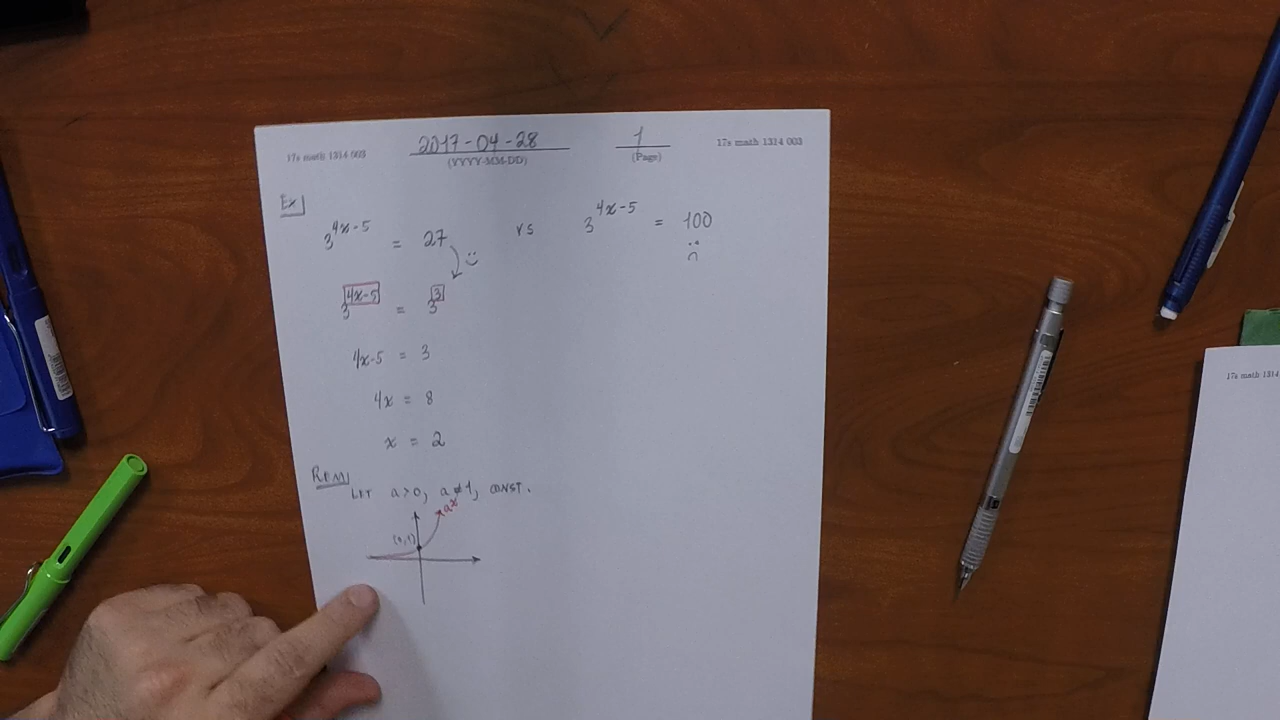 17s math 1314 003 2017-04-28 1 17s math 1314 003
(YYYY-MM-DD) (Page)
Ex
3^{4x-5} = 27 vs 3^{4x-5} = 100
3^{4x-5} = 3^{3}
4x-5 = 3
4x = 8
x = 2
REM
LET a>0, a≠1, CONST.
a^x
(0,1)
17s math 1314